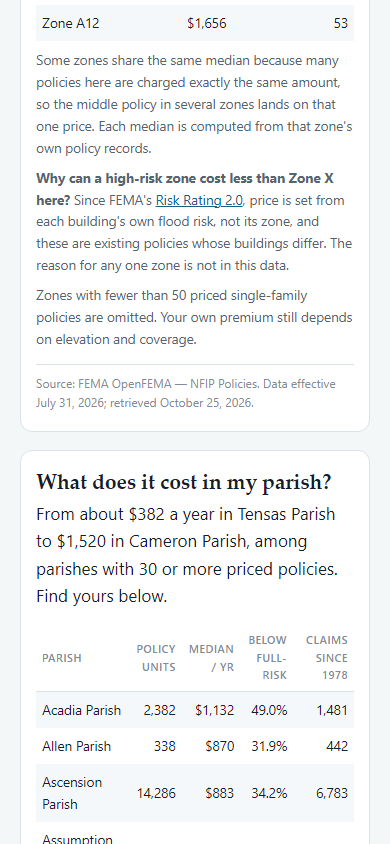 Zone A12 $1,656 53
Some zones share the same median because many
policies here are charged exactly the same amount,
so the middle policy in several zones lands on that
one price. Each median is computed from that zone's
own policy records.
Why can a high-risk zone cost less than Zone X
here? Since FEMA's Risk Rating 2.0, price is set from
each building's own flood risk, not its zone, and
these are existing policies whose buildings differ. The
reason for any one zone is not in this data.
Zones with fewer than 50 priced single-family
policies are omitted. Your own premium still depends
on elevation and coverage.
Source: FEMA OpenFEMA — NFIP Policies. Data effective
July 31, 2026; retrieved October 25, 2026.
What does it cost in my parish?
From about $382 a year in Tensas Parish
to $1,520 in Cameron Parish, among
parishes with 30 or more priced policies.
Find yours below.
PARISH POLICY UNITS MEDIAN / YR BELOW FULL-RISK CLAIMS SINCE 1978
Acadia Parish 2,382 $1,132 49.0% 1,481
Allen Parish 338 $870 31.9% 442
Ascension Parish 14,286 $883 34.2% 6,783
Assumption